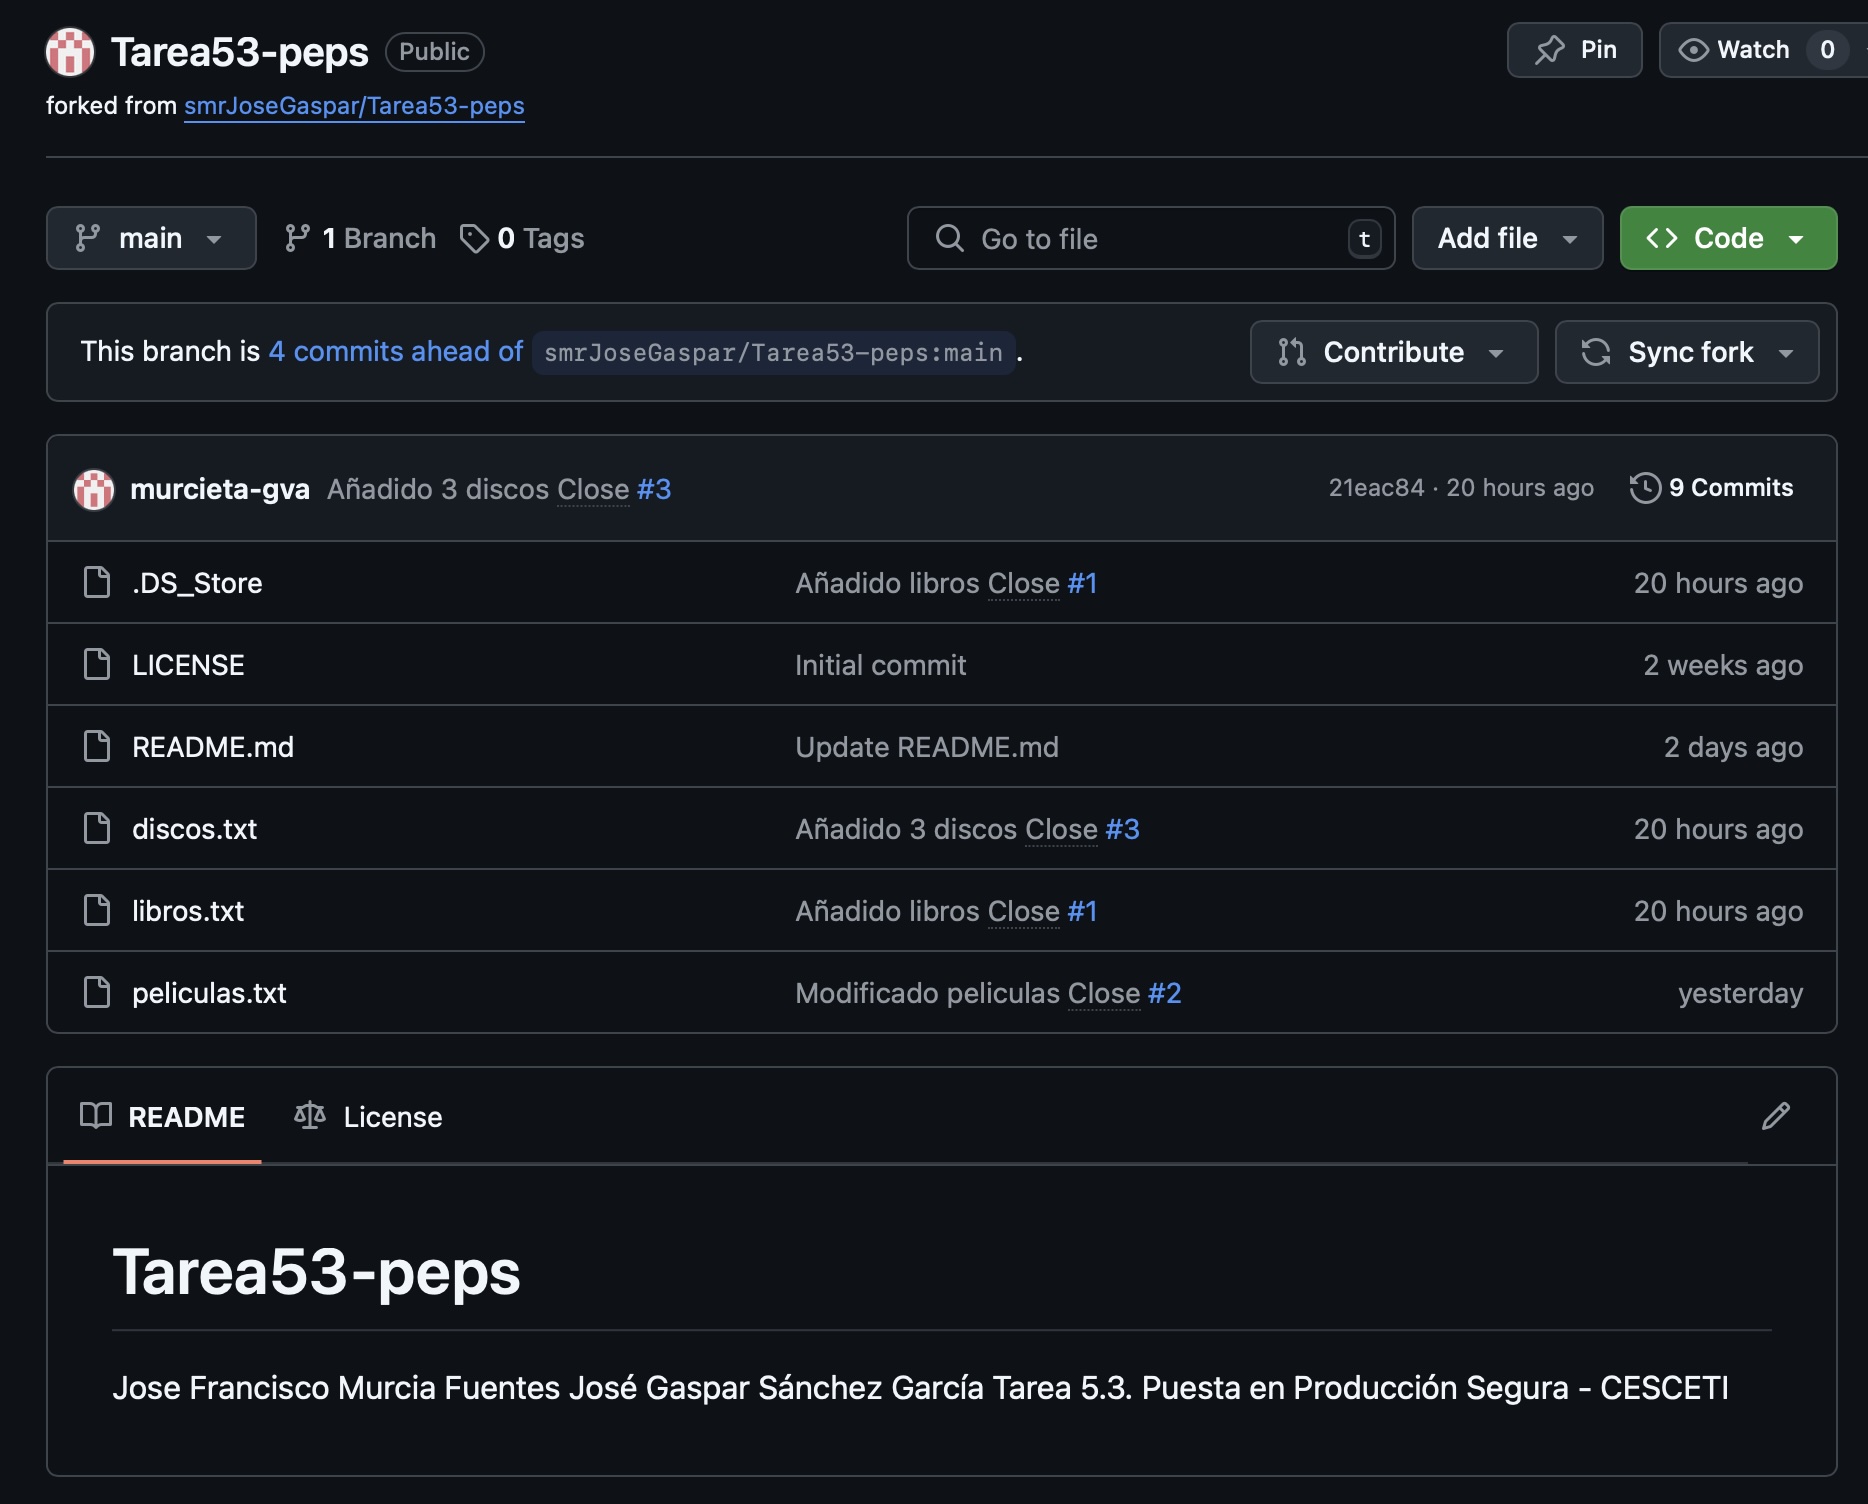 Tarea53-peps Public Pin Watch 0
forked from smrJoseGaspar/Tarea53-peps
main 1 Branch 0 Tags Go to file t Add file Code
This branch is 4 commits ahead of smrJoseGaspar/Tarea53-peps:main . Contribute Sync fork
murcieta-gva Añadido 3 discos Close #3 21eac84 · 20 hours ago 9 Commits
.DS_Store Añadido libros Close #1 20 hours ago
LICENSE Initial commit 2 weeks ago
README.md Update README.md 2 days ago
discos.txt Añadido 3 discos Close #3 20 hours ago
libros.txt Añadido libros Close #1 20 hours ago
peliculas.txt Modificado peliculas Close #2 yesterday
README License
Tarea53-peps
Jose Francisco Murcia Fuentes José Gaspar Sánchez García Tarea 5.3. Puesta en Producción Segura - CESCETI